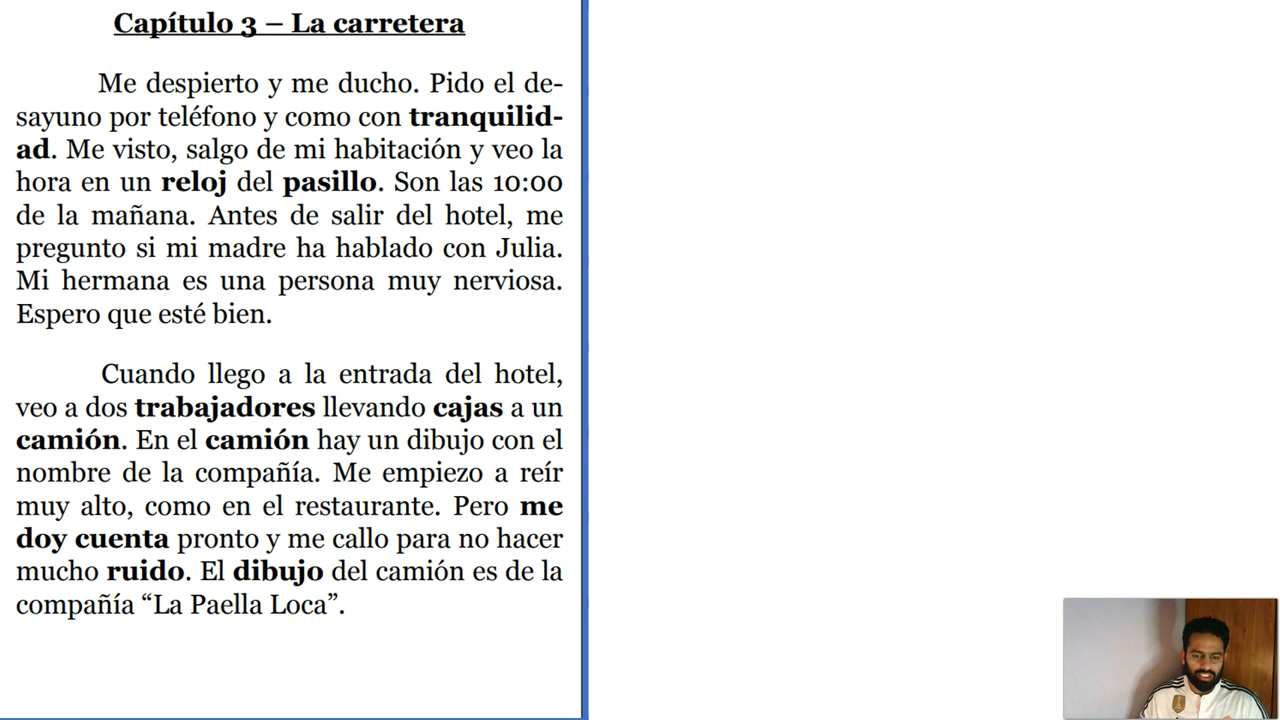 Capítulo 3 – La carretera
Me despierto y me ducho. Pido el de-
sayuno por teléfono y como con tranquilid-
ad. Me visto, salgo de mi habitación y veo la
hora en un reloj del pasillo. Son las 10:00
de la mañana. Antes de salir del hotel, me
pregunto si mi madre ha hablado con Julia.
Mi hermana es una persona muy nerviosa.
Espero que esté bien.
Cuando llego a la entrada del hotel,
veo a dos trabajadores llevando cajas a un
camión. En el camión hay un dibujo con el
nombre de la compañía. Me empiezo a reír
muy alto, como en el restaurante. Pero me
doy cuenta pronto y me callo para no hacer
mucho ruido. El dibujo del camión es de la
compañía “La Paella Loca”.